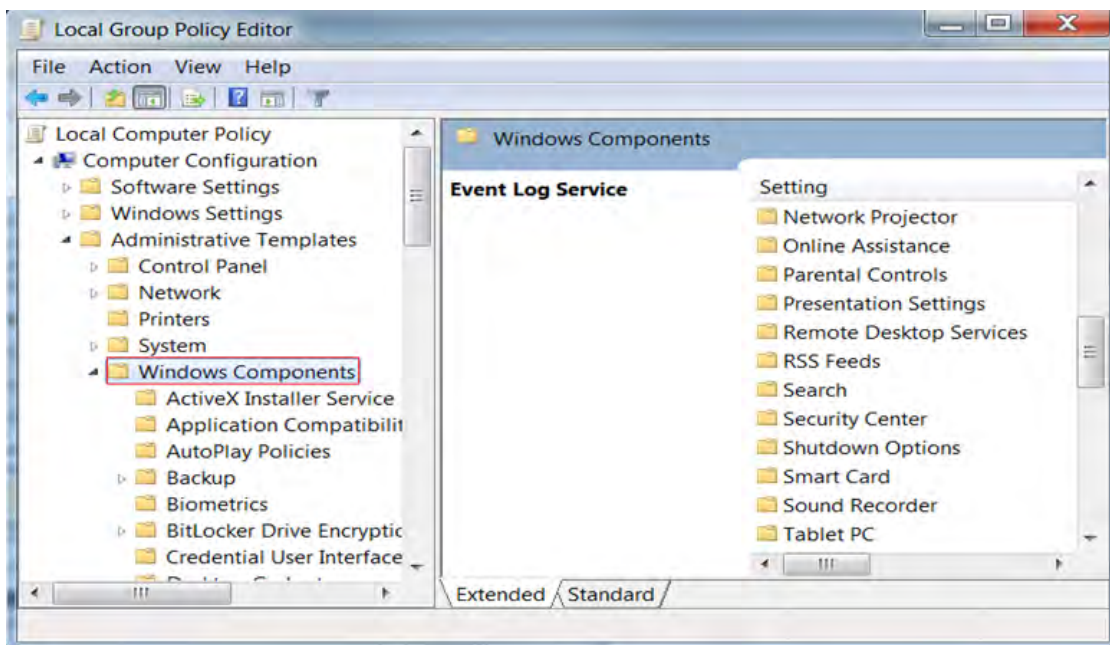 Local Group Policy Editor
File Action View Help
Local Computer Policy
Computer Configuration
Software Settings
Windows Settings
Administrative Templates
Control Panel
Network
Printers
System
Windows Components
ActiveX Installer Service
Application Compatibilit
AutoPlay Policies
Backup
Biometrics
BitLocker Drive Encryptic
Credential User Interface
Windows Components
Event Log Service
Setting
Network Projector
Online Assistance
Parental Controls
Presentation Settings
Remote Desktop Services
RSS Feeds
Search
Security Center
Shutdown Options
Smart Card
Sound Recorder
Tablet PC
Extended Standard